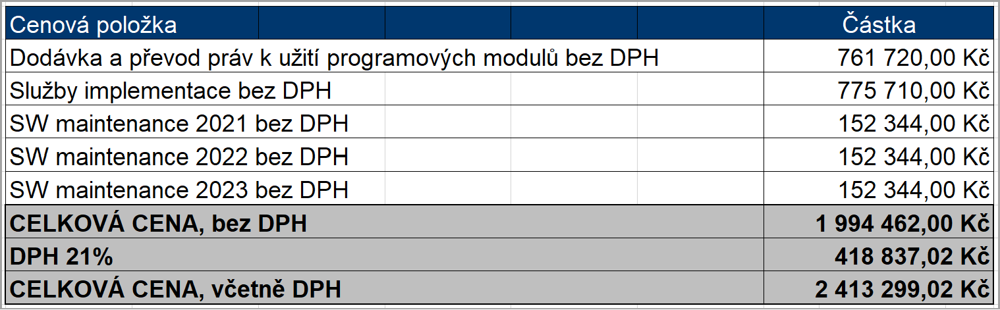 Cenová položka Částka
Dodávka a převod práv k užití programových modulů bez DPH 761 720,00 Kč
Služby implementace bez DPH 775 710,00 Kč
SW maintenance 2021 bez DPH 152 344,00 Kč
SW maintenance 2022 bez DPH 152 344,00 Kč
SW maintenance 2023 bez DPH 152 344,00 Kč
CELKOVÁ CENA, bez DPH 1 994 462,00 Kč
DPH 21% 418 837,02 Kč
CELKOVÁ CENA, včetně DPH 2 413 299,02 Kč